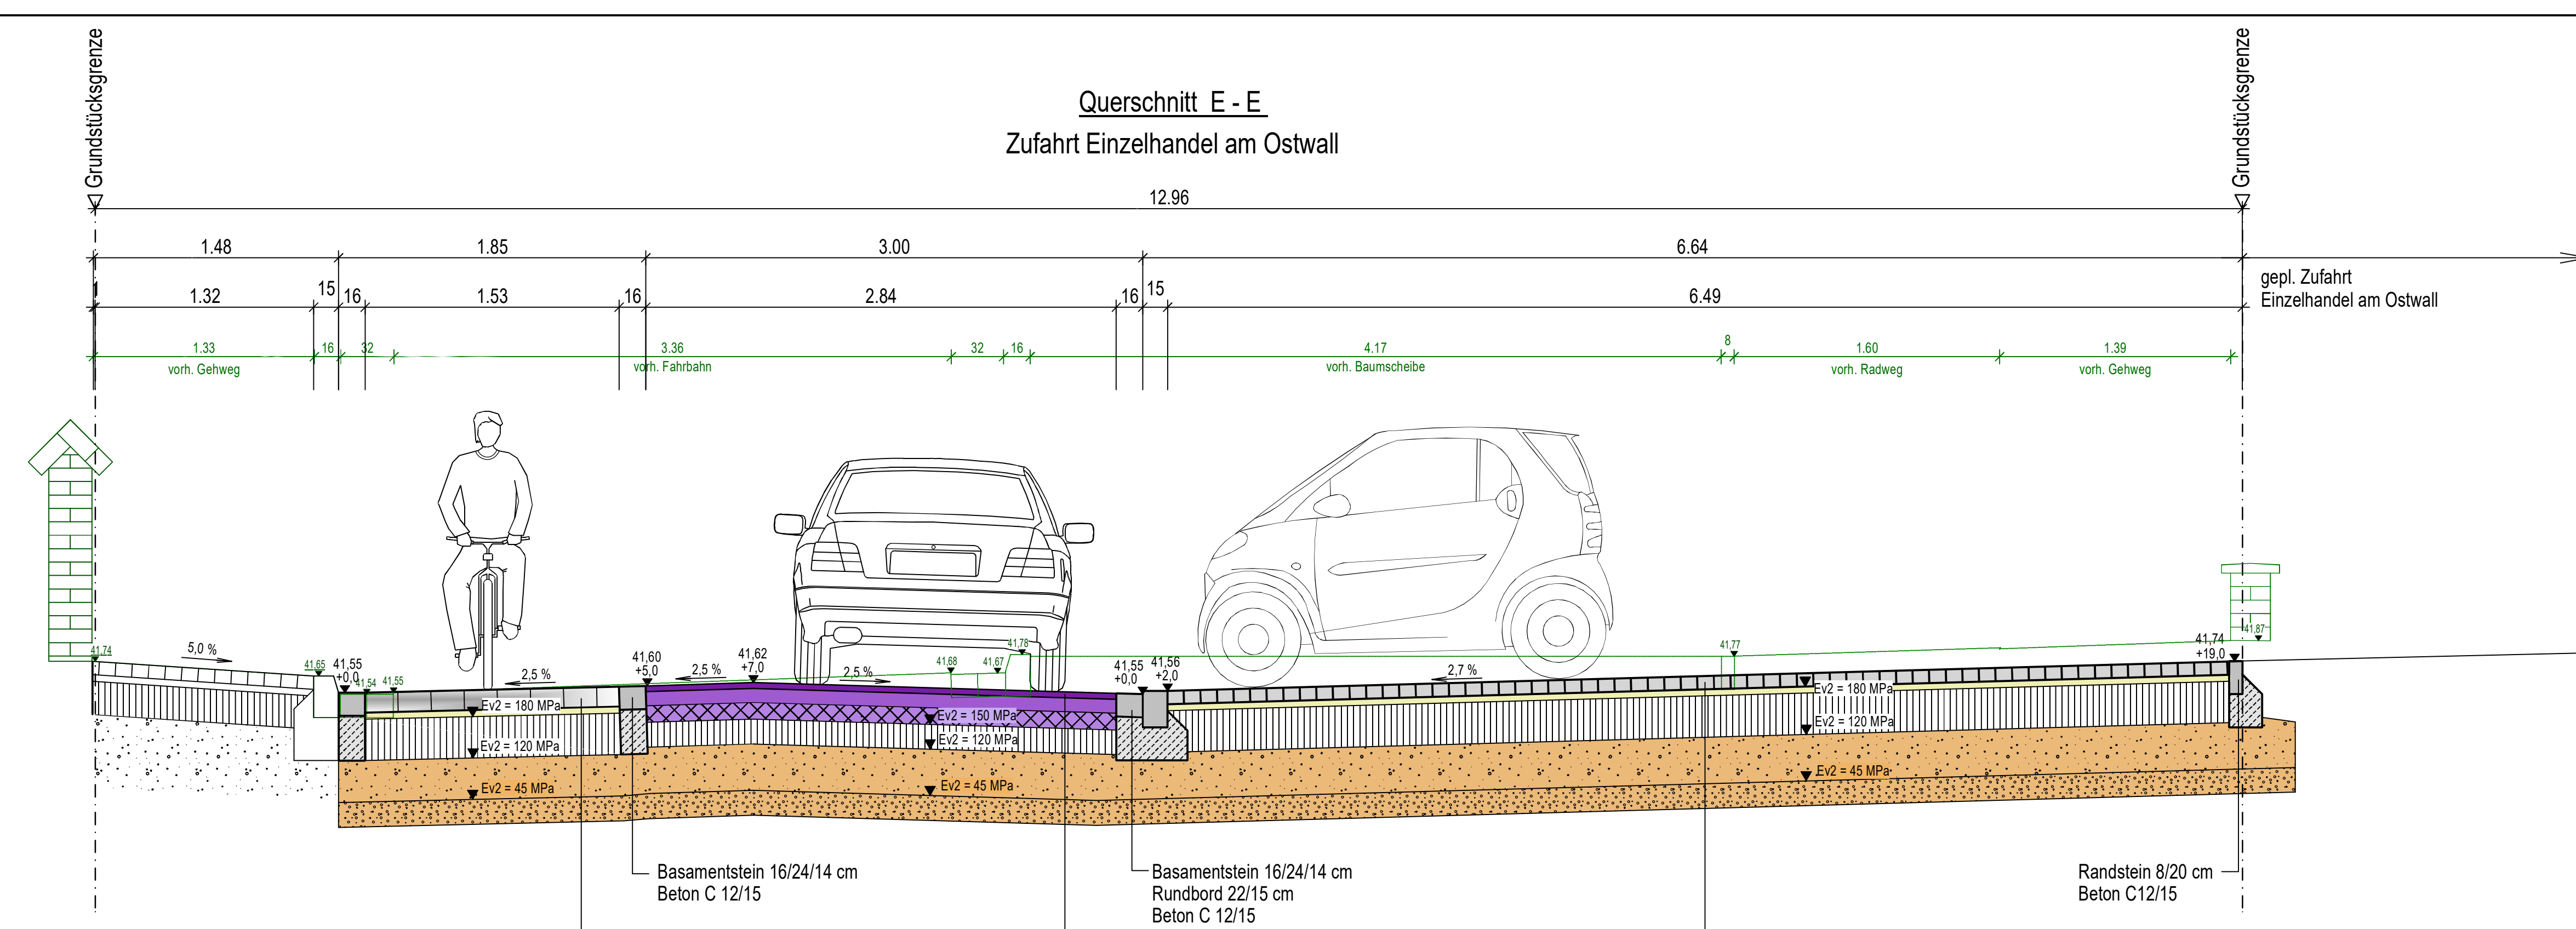 Grundstücksgrenze
Grundstücksgrenze
Querschnitt E - E
Zufahrt Einzelhandel am Ostwall
12.96
1.48 1.85 3.00 6.64
gepl. Zufahrt
Einzelhandel am Ostwall
1.32 15 16 1.53 16 2.84 16 15 6.49
1.33 16 32 3.36 32 16 4.17 8 1.60 1.39
vorh. Gehweg vorh. Fahrbahn vorh. Baumscheibe vorh. Radweg vorh. Gehweg
41,74
5,0 %
41,65
41,55
+0,0
41,54
41,55
2,5 %
41,60
+5,0
2,5 %
41,62
+7,0
2,5 %
41,68
41,67
41,78
41,55
+0,0
41,56
+2,0
2,7 %
41,77
41,74
+19,0
41,87
Ev2 = 180 MPa
Ev2 = 120 MPa
Ev2 = 45 MPa
Ev2 = 150 MPa
Ev2 = 120 MPa
Ev2 = 45 MPa
Ev2 = 180 MPa
Ev2 = 120 MPa
Ev2 = 45 MPa
Basamentstein 16/24/14 cm
Beton C 12/15
Basamentstein 16/24/14 cm
Rundbord 22/15 cm
Beton C 12/15
Randstein 8/20 cm
Beton C12/15